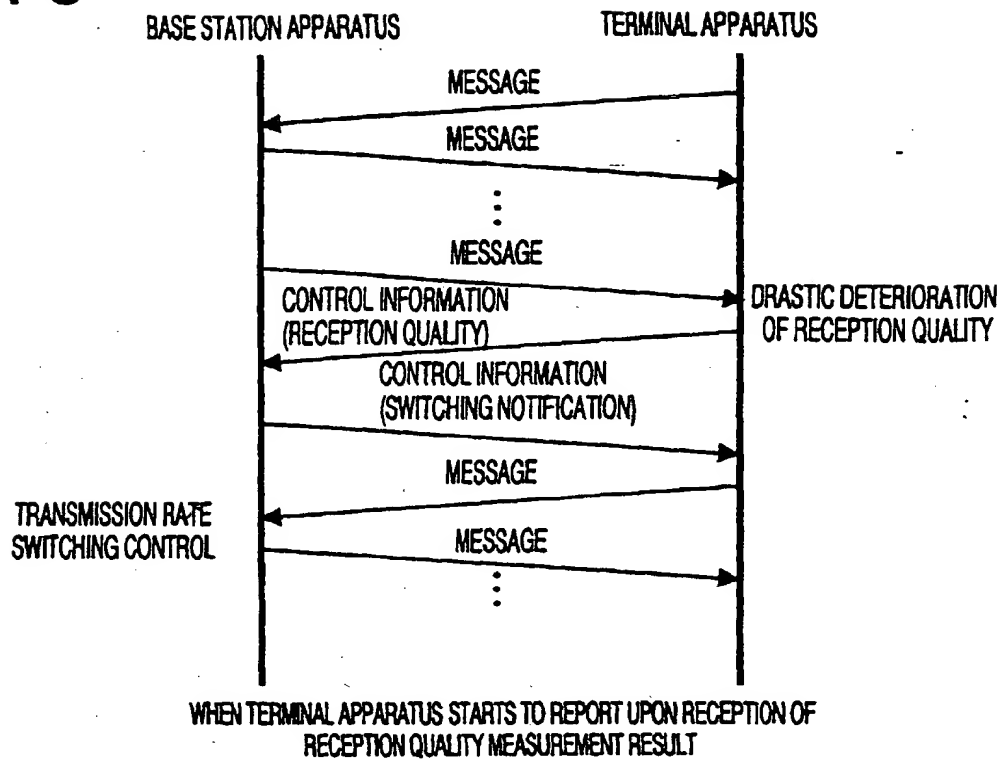 BASE STATION APPARATUS
TERMINAL APPARATUS
MESSAGE
MESSAGE
MESSAGE
CONTROL INFORMATION
(RECEPTION QUALITY)
DRASTIC DETERIORATION
OF RECEPTION QUALITY
CONTROL INFORMATION
(SWITCHING NOTIFICATION)
MESSAGE
TRANSMISSION RATE
SWITCHING CONTROL
MESSAGE
WHEN TERMINAL APPARATUS STARTS TO REPORT UPON RECEPTION OF
RECEPTION QUALITY MEASUREMENT RESULT